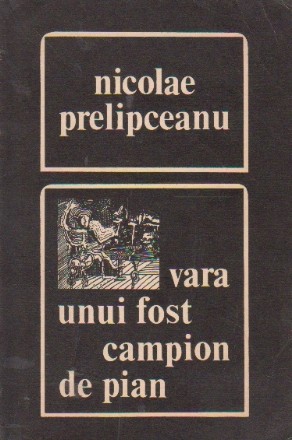 nicolae
prelipceanu
vara
unui fost
campion
de pian